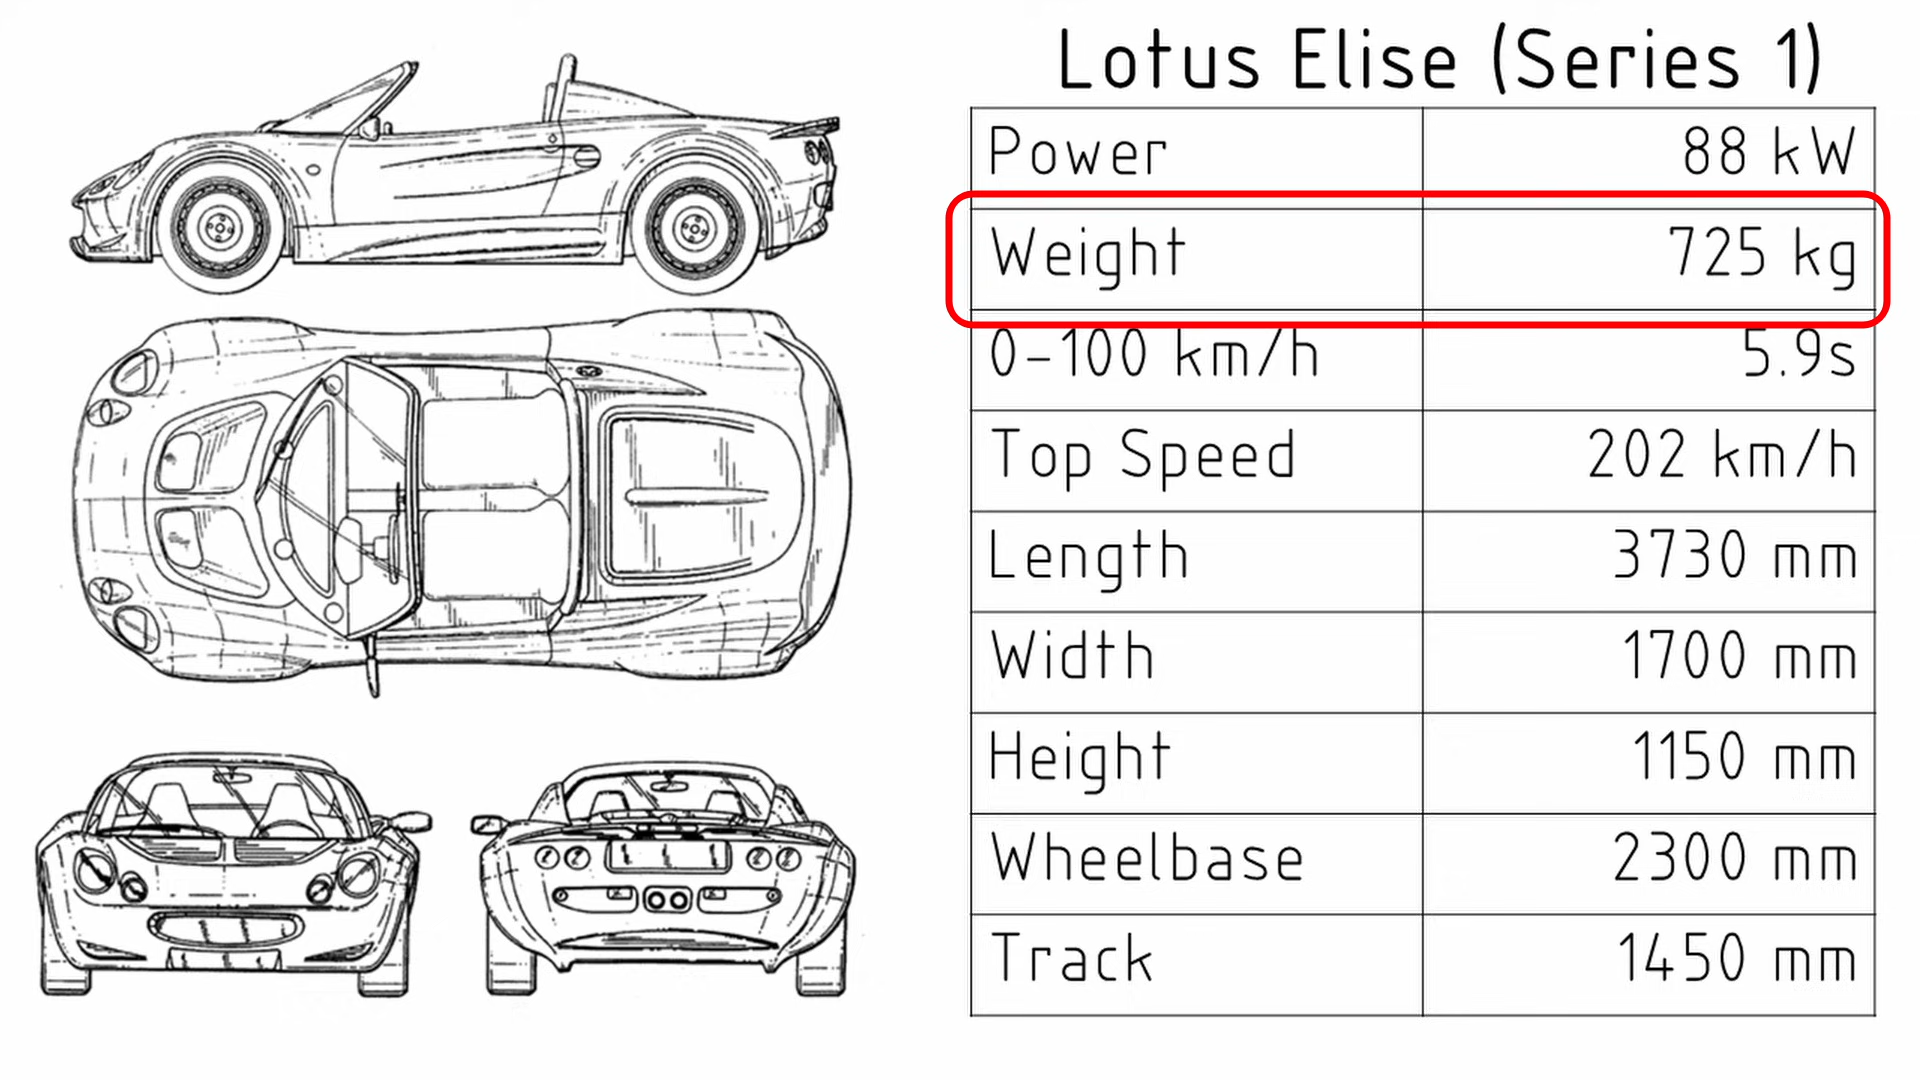 Lotus Elise (Series 1)
Power 88 kW
Weight 725 kg
0-100 km/h 5.9s
Top Speed 202 km/h
Length 3730 mm
Width 1700 mm
Height 1150 mm
Wheelbase 2300 mm
Track 1450 mm